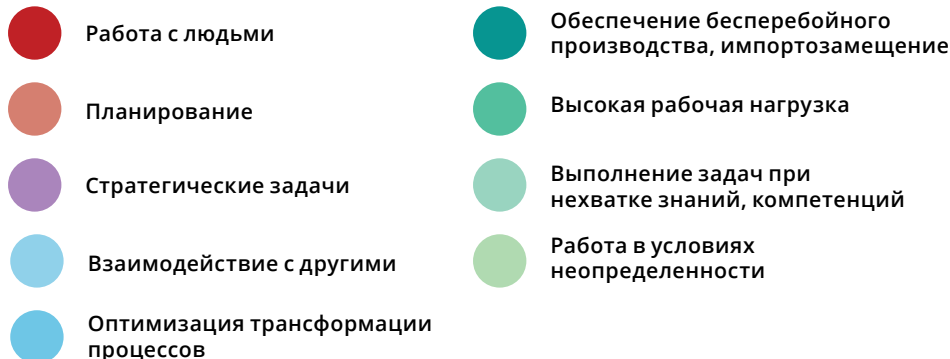 Работа с людьми
Планирование
Стратегические задачи
Взаимодействие с другими
Оптимизация трансформации
процессов
Обеспечение бесперебойного
производства, импортозамещение
Высокая рабочая нагрузка
Выполнение задач при
нехватке знаний, компетенций
Работа в условиях
неопределенности